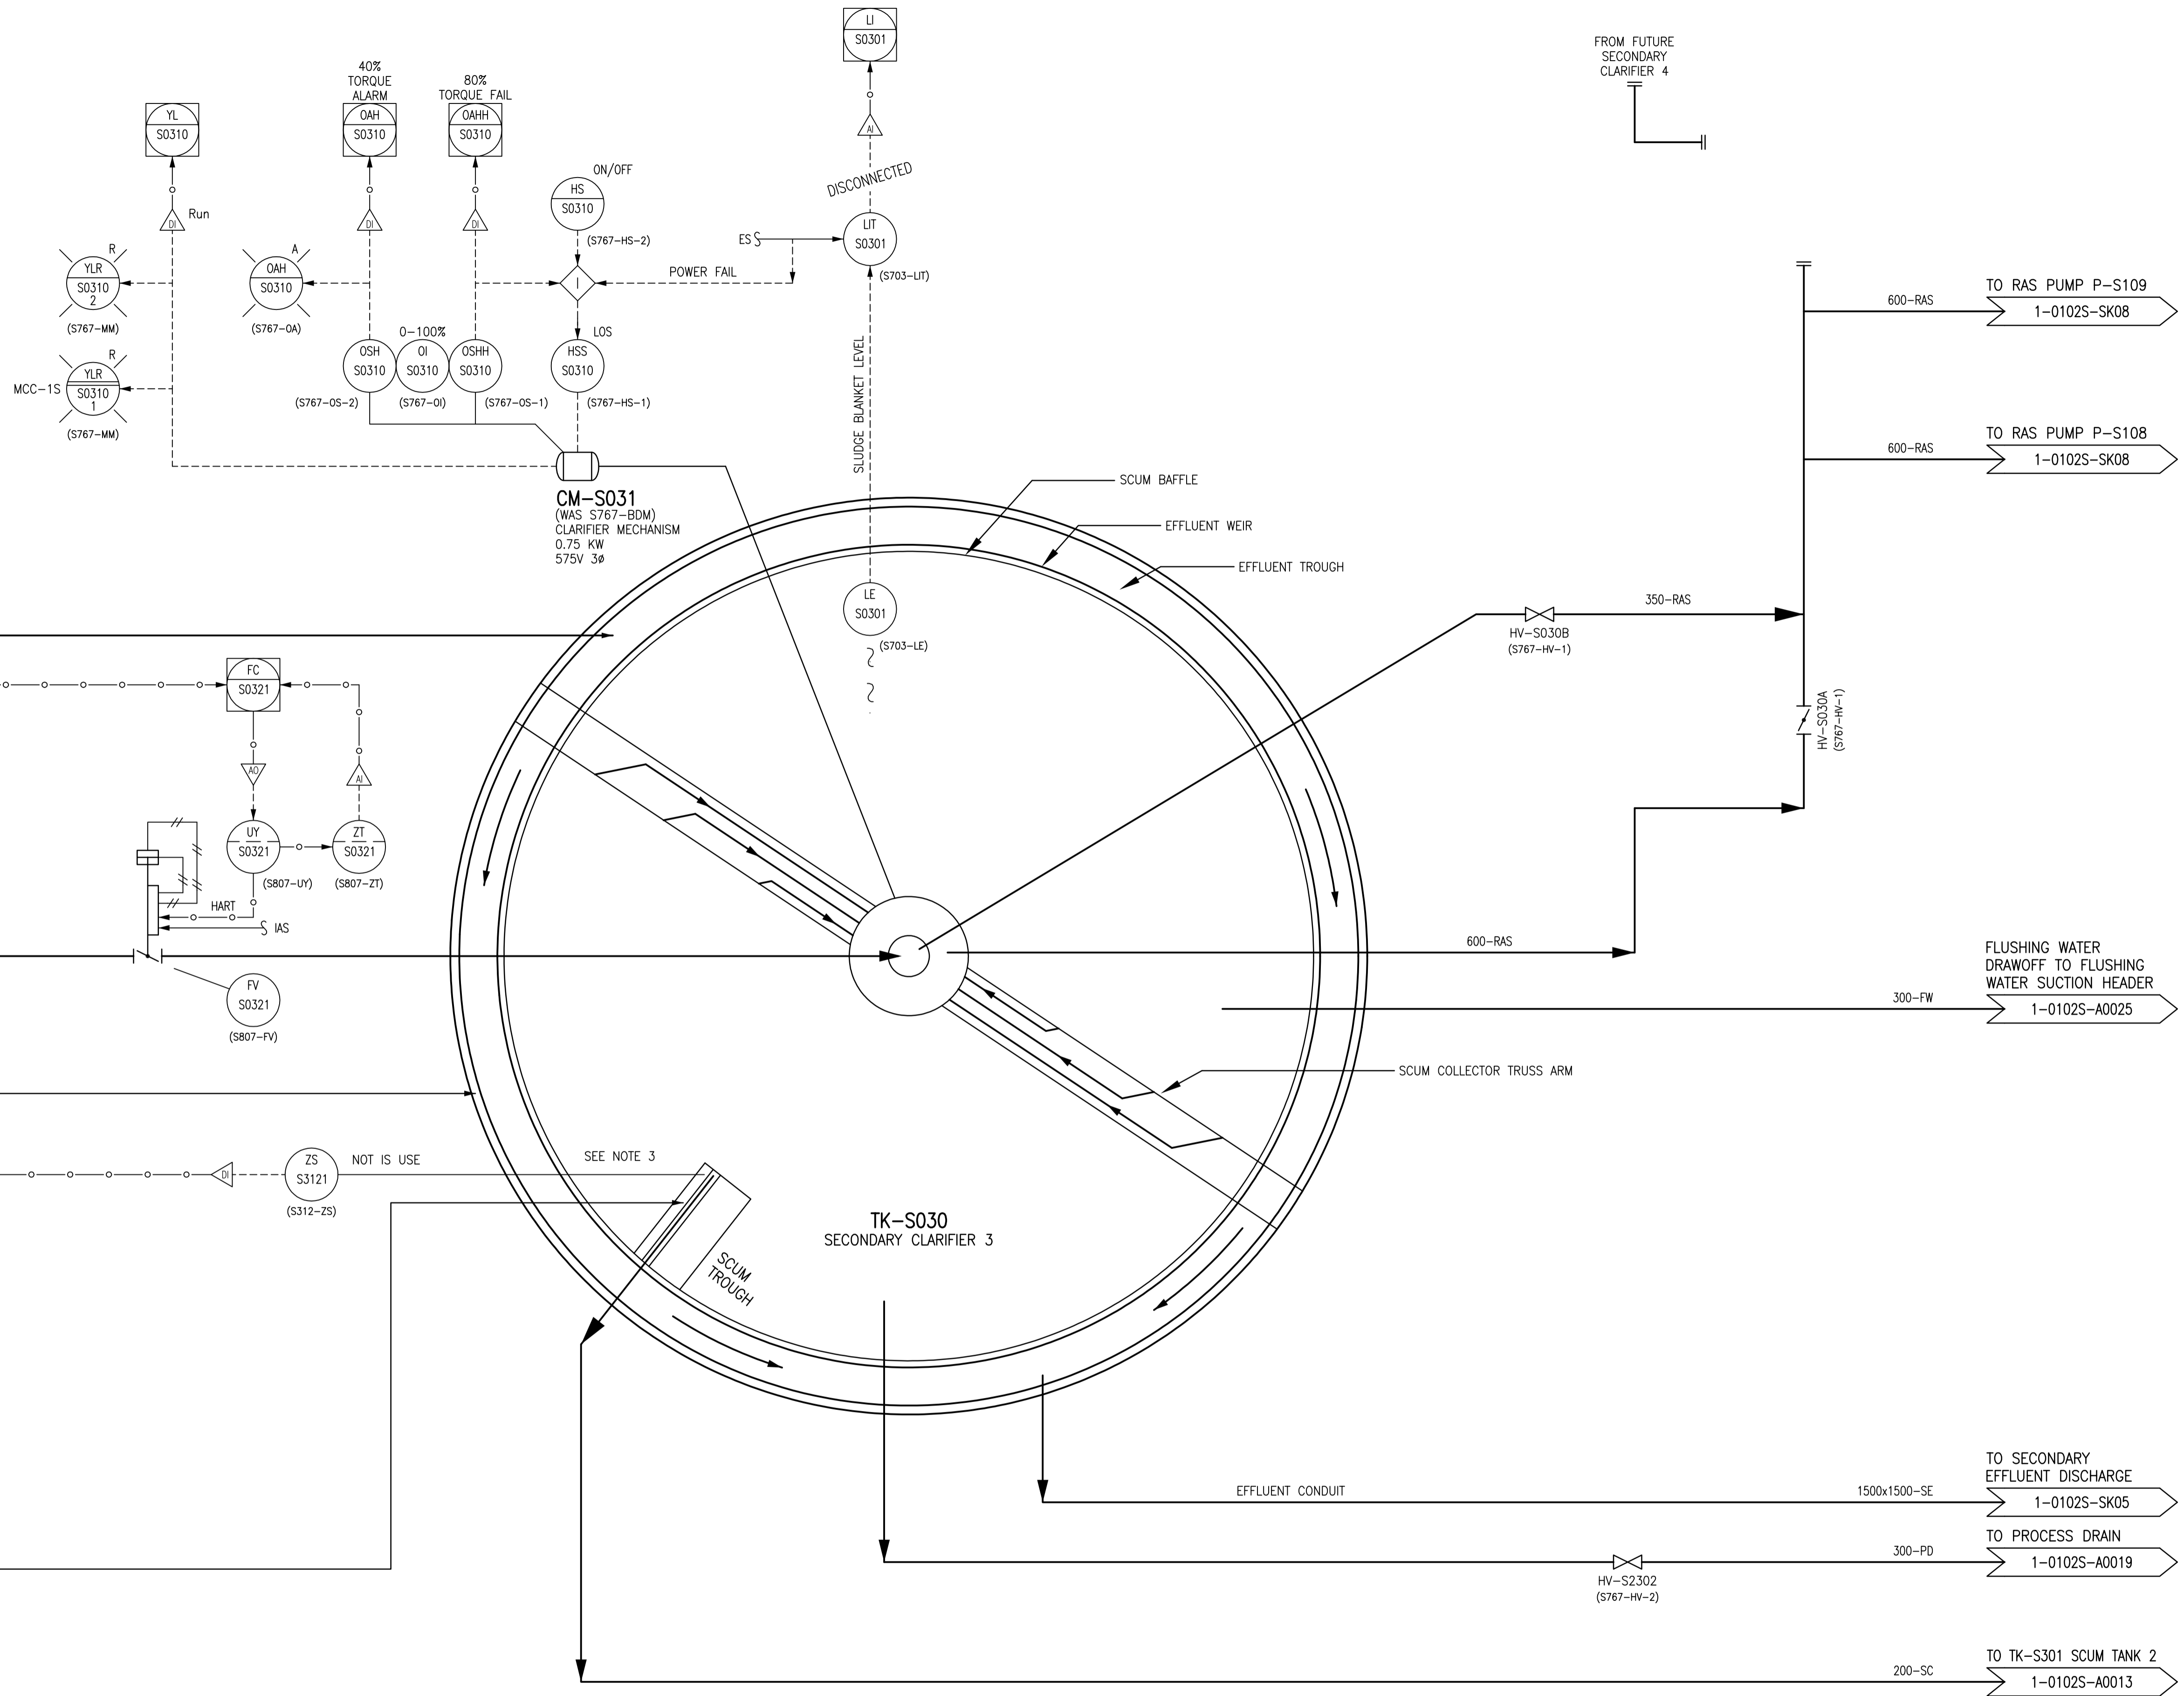 LI
S0301
FROM FUTURE
SECONDARY
CLARIFIER 4
40%
TORQUE
ALARM
80%
TORQUE FAIL
YL
S0310
OAH
S0310
OAHH
S0310
AI
ON/OFF
HS
S0310
(S767-HS-2)
DISCONNECTED
DI
Run
DI
DI
LIT
S0301
(S703-LIT)
ES
POWER FAIL
I
R
YLR
S0310
2
(S767-MM)
A
OAH
S0310
(S767-OA)
TO RAS PUMP P-S109
600-RAS
1-0102S-SK08
0-100%
LOS
OSH
S0310
OI
S0310
OSHH
S0310
HSS
S0310
(S767-OS-2)
(S767-OI)
(S767-OS-1)
(S767-HS-1)
MCC-1S
R
YLR
S0310
1
(S767-MM)
SLUDGE BLANKET LEVEL
TO RAS PUMP P-S108
600-RAS
1-0102S-SK08
CM-S031
(WAS S767-BDM)
CLARIFIER MECHANISM
0.75 KW
575V 3ø
SCUM BAFFLE
EFFLUENT WEIR
EFFLUENT TROUGH
LE
S0301
(S703-LE)
350-RAS
HV-S030B
(S767-HV-1)
HV-S030A
(S767-HV-1)
FC
S0321
AO
AI
UY
S0321
(S807-UY)
ZT
S0321
(S807-ZT)
HART
IAS
FV
S0321
(S807-FV)
600-RAS
FLUSHING WATER
DRAWOFF TO FLUSHING
WATER SUCTION HEADER
300-FW
1-0102S-A0025
SCUM COLLECTOR TRUSS ARM
DI
ZS
S3121
(S312-ZS)
NOT IS USE
SEE NOTE 3
TK-S030
SECONDARY CLARIFIER 3
SCUM
TROUGH
TO SECONDARY
EFFLUENT DISCHARGE
EFFLUENT CONDUIT
1500x1500-SE
1-0102S-SK05
TO PROCESS DRAIN
300-PD
1-0102S-A0019
HV-S2302
(S767-HV-2)
TO TK-S301 SCUM TANK 2
200-SC
1-0102S-A0013